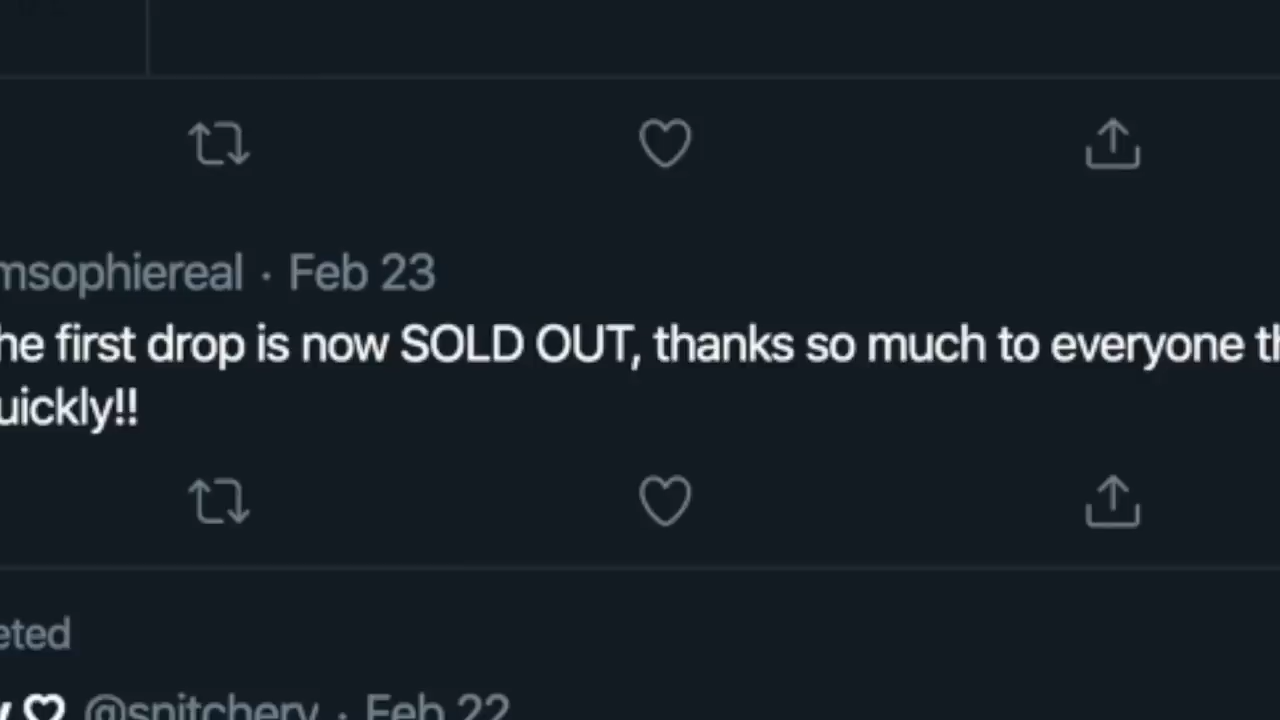 msophiereal · Feb 23
he first drop is now SOLD OUT, thanks so much to everyone th
uickly!!
eted
y ♡ @snitchery · Feb 22